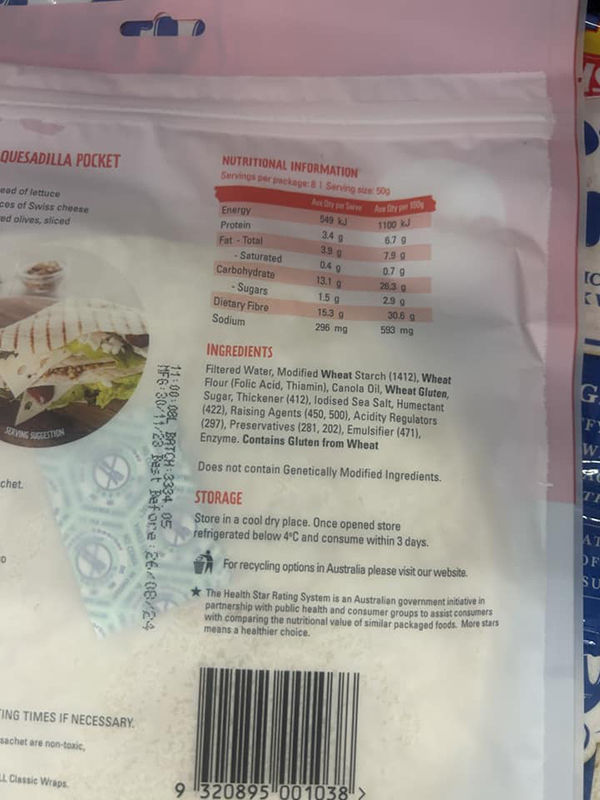 QUESADILLA POCKET
ead of lettuce
ces of Swiss cheese
ed olives, sliced
SERVING SUGGESTION
chet.
ING TIMES IF NECESSARY.
sachet are non-toxic,
LL Classic Wraps.
NUTRITIONAL INFORMATION
Servings per package: 8 | Serving size: 50g
Ave Qty per Serve Ave Qty per 100g
Energy 549 kJ 1100 kJ
Protein 3.4 g 6.7 g
Fat - Total 3.9 g 7.9 g
- Saturated 0.4 g 0.7 g
Carbohydrate 13.1 g 26.3 g
- Sugars 1.5 g 2.9 g
Dietary Fibre 15.3 g 30.6 g
Sodium 296 mg 593 mg
INGREDIENTS
Filtered Water, Modified Wheat Starch (1412), Wheat
Flour (Folic Acid, Thiamin), Canola Oil, Wheat Gluten,
Sugar, Thickener (412), Iodised Sea Salt, Humectant
(422), Raising Agents (450, 500), Acidity Regulators
(297), Preservatives (281, 202), Emulsifier (471),
Enzyme. Contains Gluten from Wheat
Does not contain Genetically Modified Ingredients.
STORAGE
Store in a cool dry place. Once opened store
refrigerated below 4°C and consume within 3 days.
For recycling options in Australia please visit our website.
★ The Health Star Rating System is an Australian government initiative in
partnership with public health and consumer groups to assist consumers
with comparing the nutritional value of similar packaged foods. More stars
means a healthier choice.
BATCH:3334 05
MFG:30/11/23 Best Before:26/08/24
9 320895 001038 >